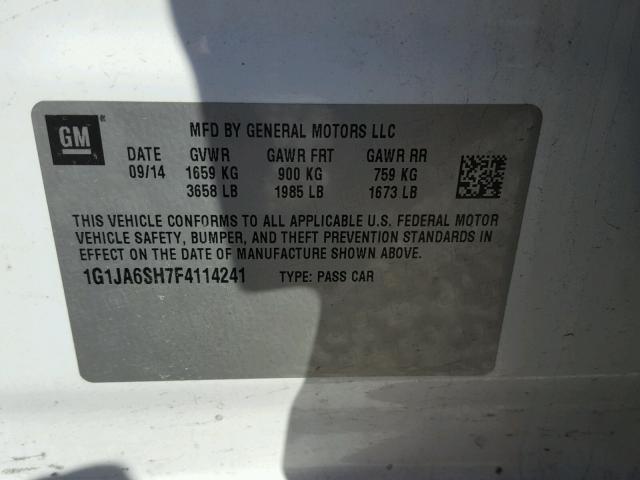 GM ®
MFD BY GENERAL MOTORS LLC
DATE GVWR GAWR FRT GAWR RR
09/14 1659 KG 900 KG 759 KG
3658 LB 1985 LB 1673 LB
THIS VEHICLE CONFORMS TO ALL APPLICABLE U.S. FEDERAL MOTOR
VEHICLE SAFETY, BUMPER, AND THEFT PREVENTION STANDARDS IN
EFFECT ON THE DATE OF MANUFACTURE SHOWN ABOVE.
1G1JA6SH7F4114241 TYPE: PASS CAR